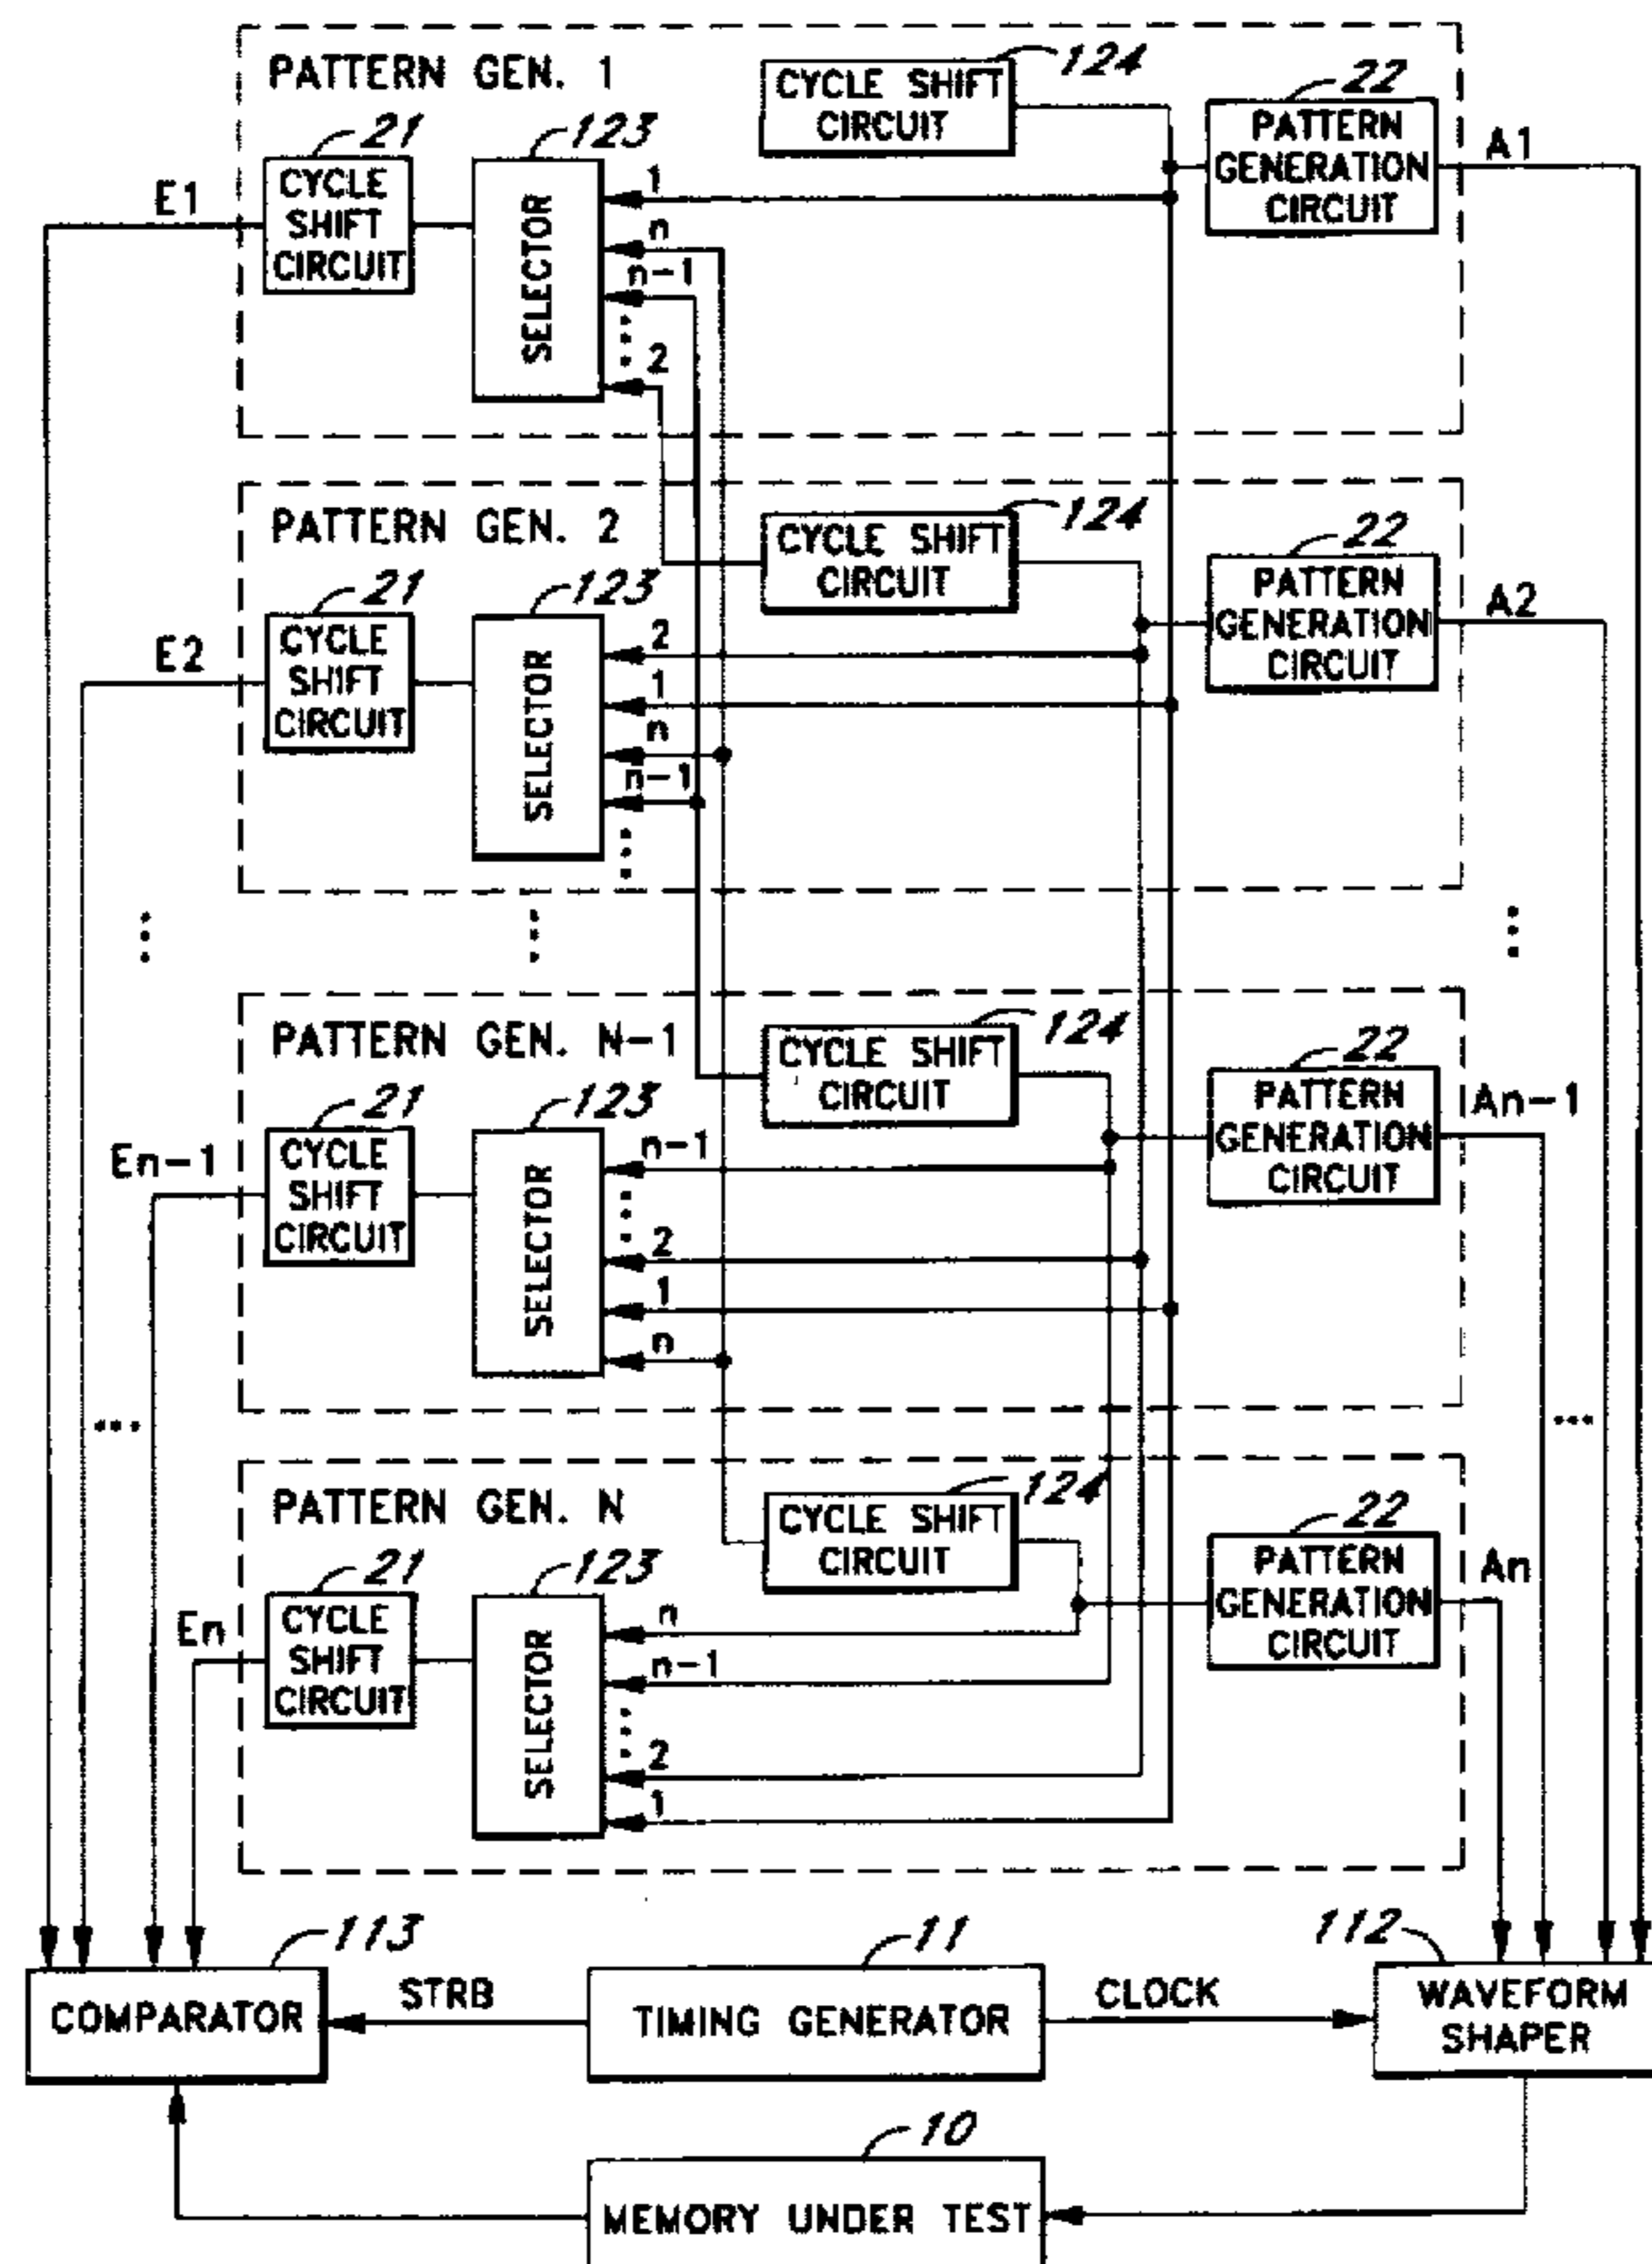 PATTERN GEN. 1
CYCLE SHIFT
CIRCUIT
124
22
PATTERN
GENERATION
CIRCUIT
A1
21
CYCLE
SHIFT
CIRCUIT
E1
123
SELECTOR
1
n
n-1
2
PATTERN GEN. 2
CYCLE SHIFT
CIRCUIT
124
22
PATTERN
GENERATION
CIRCUIT
A2
21
CYCLE
SHIFT
CIRCUIT
E2
123
SELECTOR
2
1
n
n-1
PATTERN GEN. N-1
CYCLE SHIFT
CIRCUIT
124
22
PATTERN
GENERATION
CIRCUIT
An-1
21
CYCLE
SHIFT
CIRCUIT
En-1
123
SELECTOR
n-1
2
1
n
PATTERN GEN. N
CYCLE SHIFT
CIRCUIT
124
22
PATTERN
GENERATION
CIRCUIT
An
21
CYCLE
SHIFT
CIRCUIT
En
123
SELECTOR
n
n-1
2
1
113
COMPARATOR
STRB
11
TIMING GENERATOR
CLOCK
112
WAVEFORM
SHAPER
10
MEMORY UNDER TEST